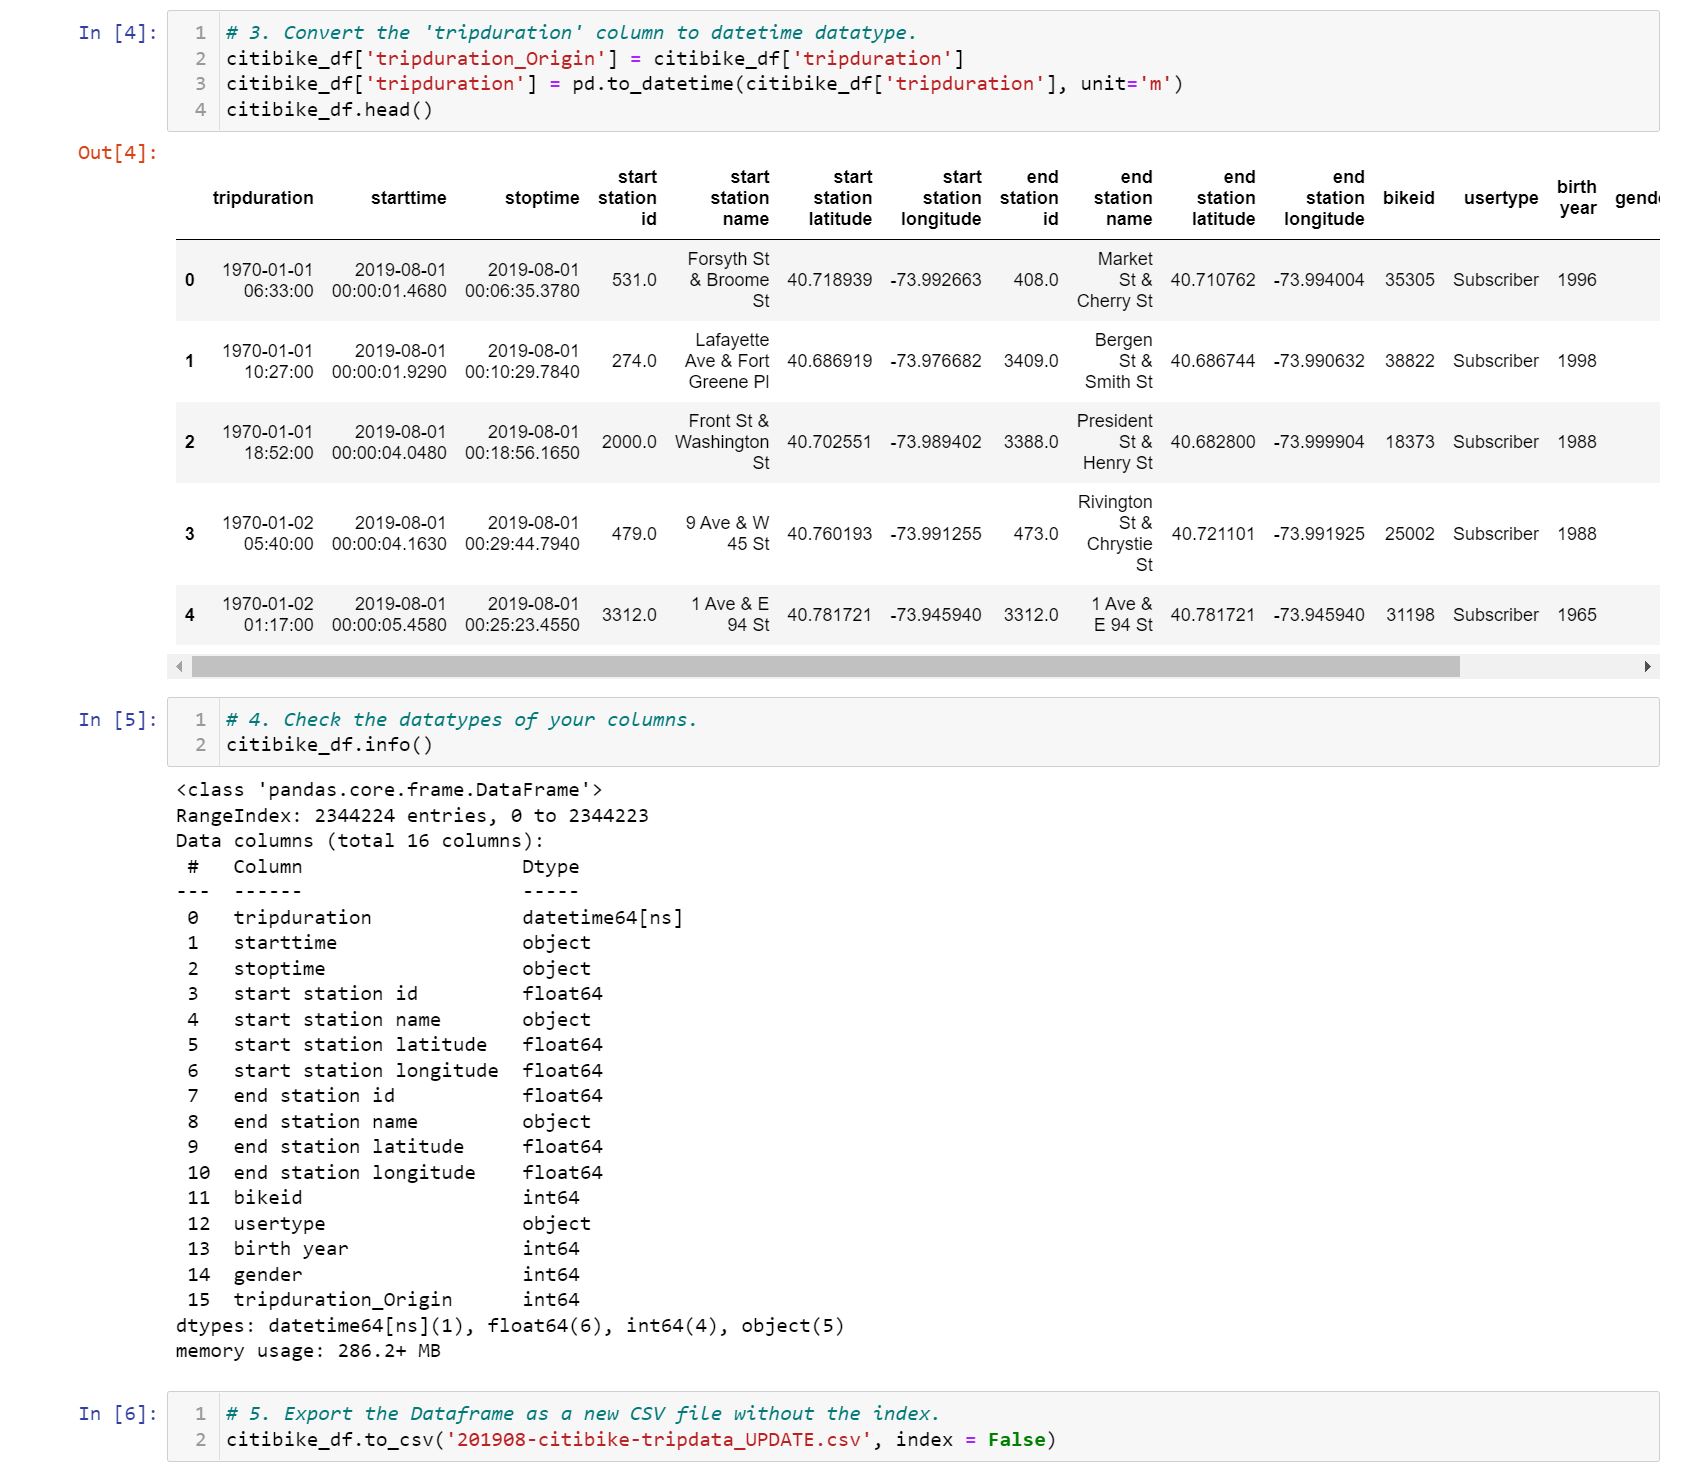 In [4]:
1 # 3. Convert the 'tripduration' column to datetime datatype.
2 citibike_df['tripduration_Origin'] = citibike_df['tripduration']
3 citibike_df['tripduration'] = pd.to_datetime(citibike_df['tripduration'], unit='m')
4 citibike_df.head()
Out[4]:
tripduration starttime stoptime start station id start station name start station latitude start station longitude end station id end station name end station latitude end station longitude bikeid usertype birth year gende
0 1970-01-01 06:33:00 2019-08-01 00:00:01.4680 2019-08-01 00:06:35.3780 531.0 Forsyth St & Broome St 40.718939 -73.992663 408.0 Market St & Cherry St 40.710762 -73.994004 35305 Subscriber 1996
1 1970-01-01 10:27:00 2019-08-01 00:00:01.9290 2019-08-01 00:10:29.7840 274.0 Lafayette Ave & Fort Greene Pl 40.686919 -73.976682 3409.0 Bergen St & Smith St 40.686744 -73.990632 38822 Subscriber 1998
2 1970-01-01 18:52:00 2019-08-01 00:00:04.0480 2019-08-01 00:18:56.1650 2000.0 Front St & Washington St 40.702551 -73.989402 3388.0 President St & Henry St 40.682800 -73.999904 18373 Subscriber 1988
3 1970-01-02 05:40:00 2019-08-01 00:00:04.1630 2019-08-01 00:29:44.7940 479.0 9 Ave & W 45 St 40.760193 -73.991255 473.0 Rivington St & Chrystie St 40.721101 -73.991925 25002 Subscriber 1988
4 1970-01-02 01:17:00 2019-08-01 00:00:05.4580 2019-08-01 00:25:23.4550 3312.0 1 Ave & E 94 St 40.781721 -73.945940 3312.0 1 Ave & E 94 St 40.781721 -73.945940 31198 Subscriber 1965
In [5]:
1 # 4. Check the datatypes of your columns.
2 citibike_df.info()
<class 'pandas.core.frame.DataFrame'>
RangeIndex: 2344224 entries, 0 to 2344223
Data columns (total 16 columns):
# Column Dtype
--- ------ -----
0 tripduration datetime64[ns]
1 starttime object
2 stoptime object
3 start station id float64
4 start station name object
5 start station latitude float64
6 start station longitude float64
7 end station id float64
8 end station name object
9 end station latitude float64
10 end station longitude float64
11 bikeid int64
12 usertype object
13 birth year int64
14 gender int64
15 tripduration_Origin int64
dtypes: datetime64[ns](1), float64(6), int64(4), object(5)
memory usage: 286.2+ MB
In [6]:
1 # 5. Export the Dataframe as a new CSV file without the index.
2 citibike_df.to_csv('201908-citibike-tripdata_UPDATE.csv', index = False)